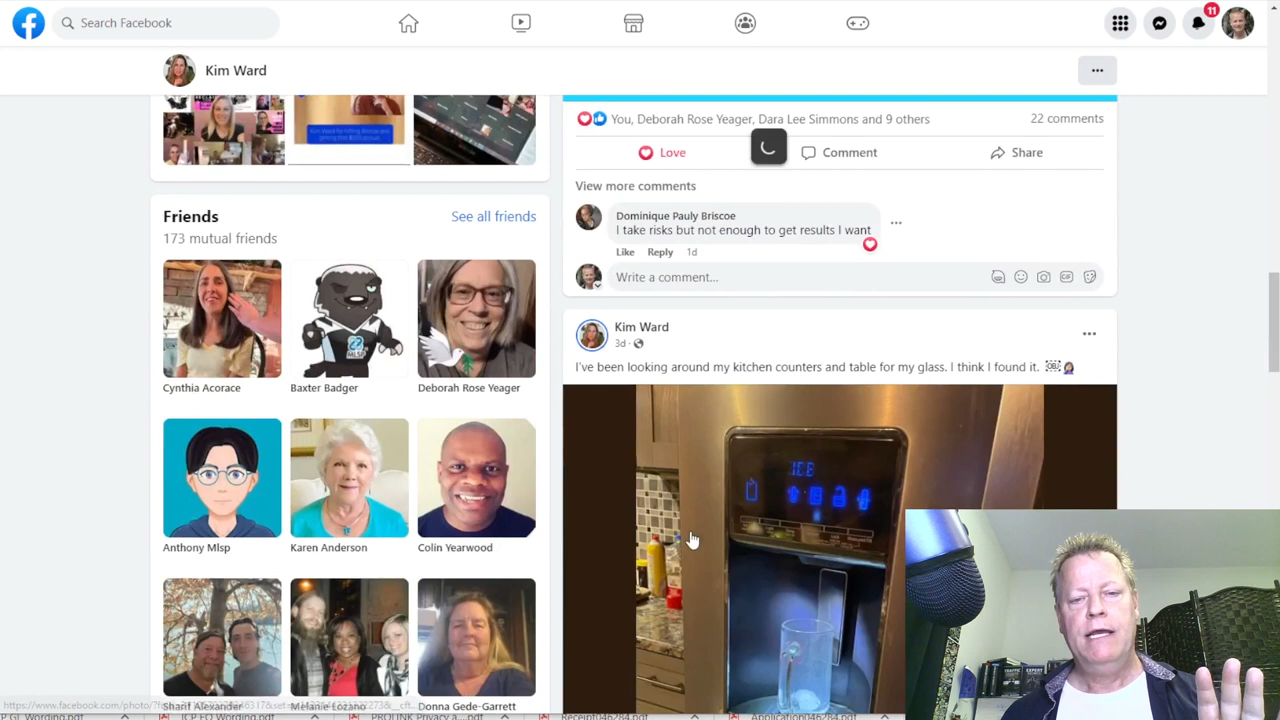 Search Facebook
11
Kim Ward
You, Deborah Rose Yeager, Dara Lee Simmons and 9 others
22 comments
Love
Comment
Share
View more comments
Dominique Pauly Briscoe
I take risks but not enough to get results I want
Like Reply 1d
Write a comment...
Friends
See all friends
173 mutual friends
Cynthia Acorace
Baxter Badger
Deborah Rose Yeager
Anthony Mlsp
Karen Anderson
Colin Yearwood
Sharif Alexander
Melanie Lozano
Donna Gede-Garrett
Kim Ward
3d
I've been looking around my kitchen counters and table for my glass. I think I found it.
OBJ
ICE
MLSP